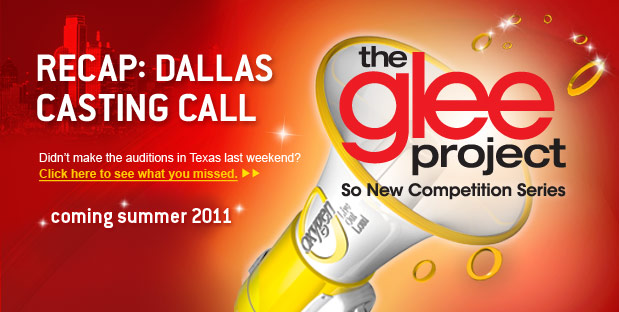 RECAP: DALLAS
CASTING CALL
Didn't make the auditions in Texas last weekend?
Click here to see what you missed.
coming summer 2011
the
glee
project
So New Competition Series
oxygen
Live
Out
Loud